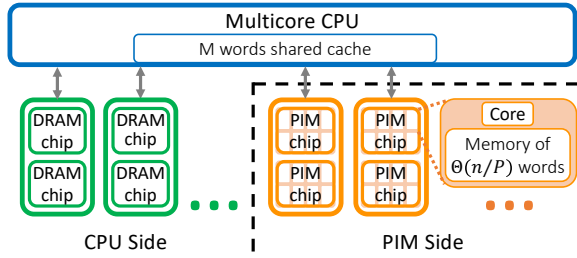 Multicore CPU
M words shared cache
DRAM
chip
DRAM
chip
DRAM
chip
DRAM
chip
CPU Side
PIM
chip
PIM
chip
PIM
chip
PIM
chip
Core
Memory of
Θ(n/P) words
PIM Side